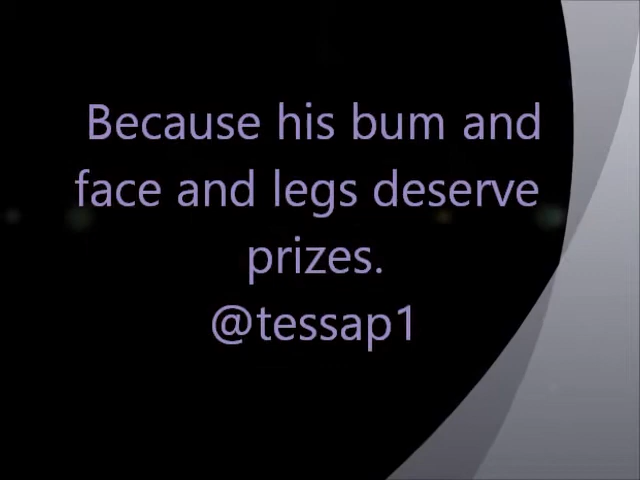 Because his bum and
face and legs deserve
prizes.
@tessap1